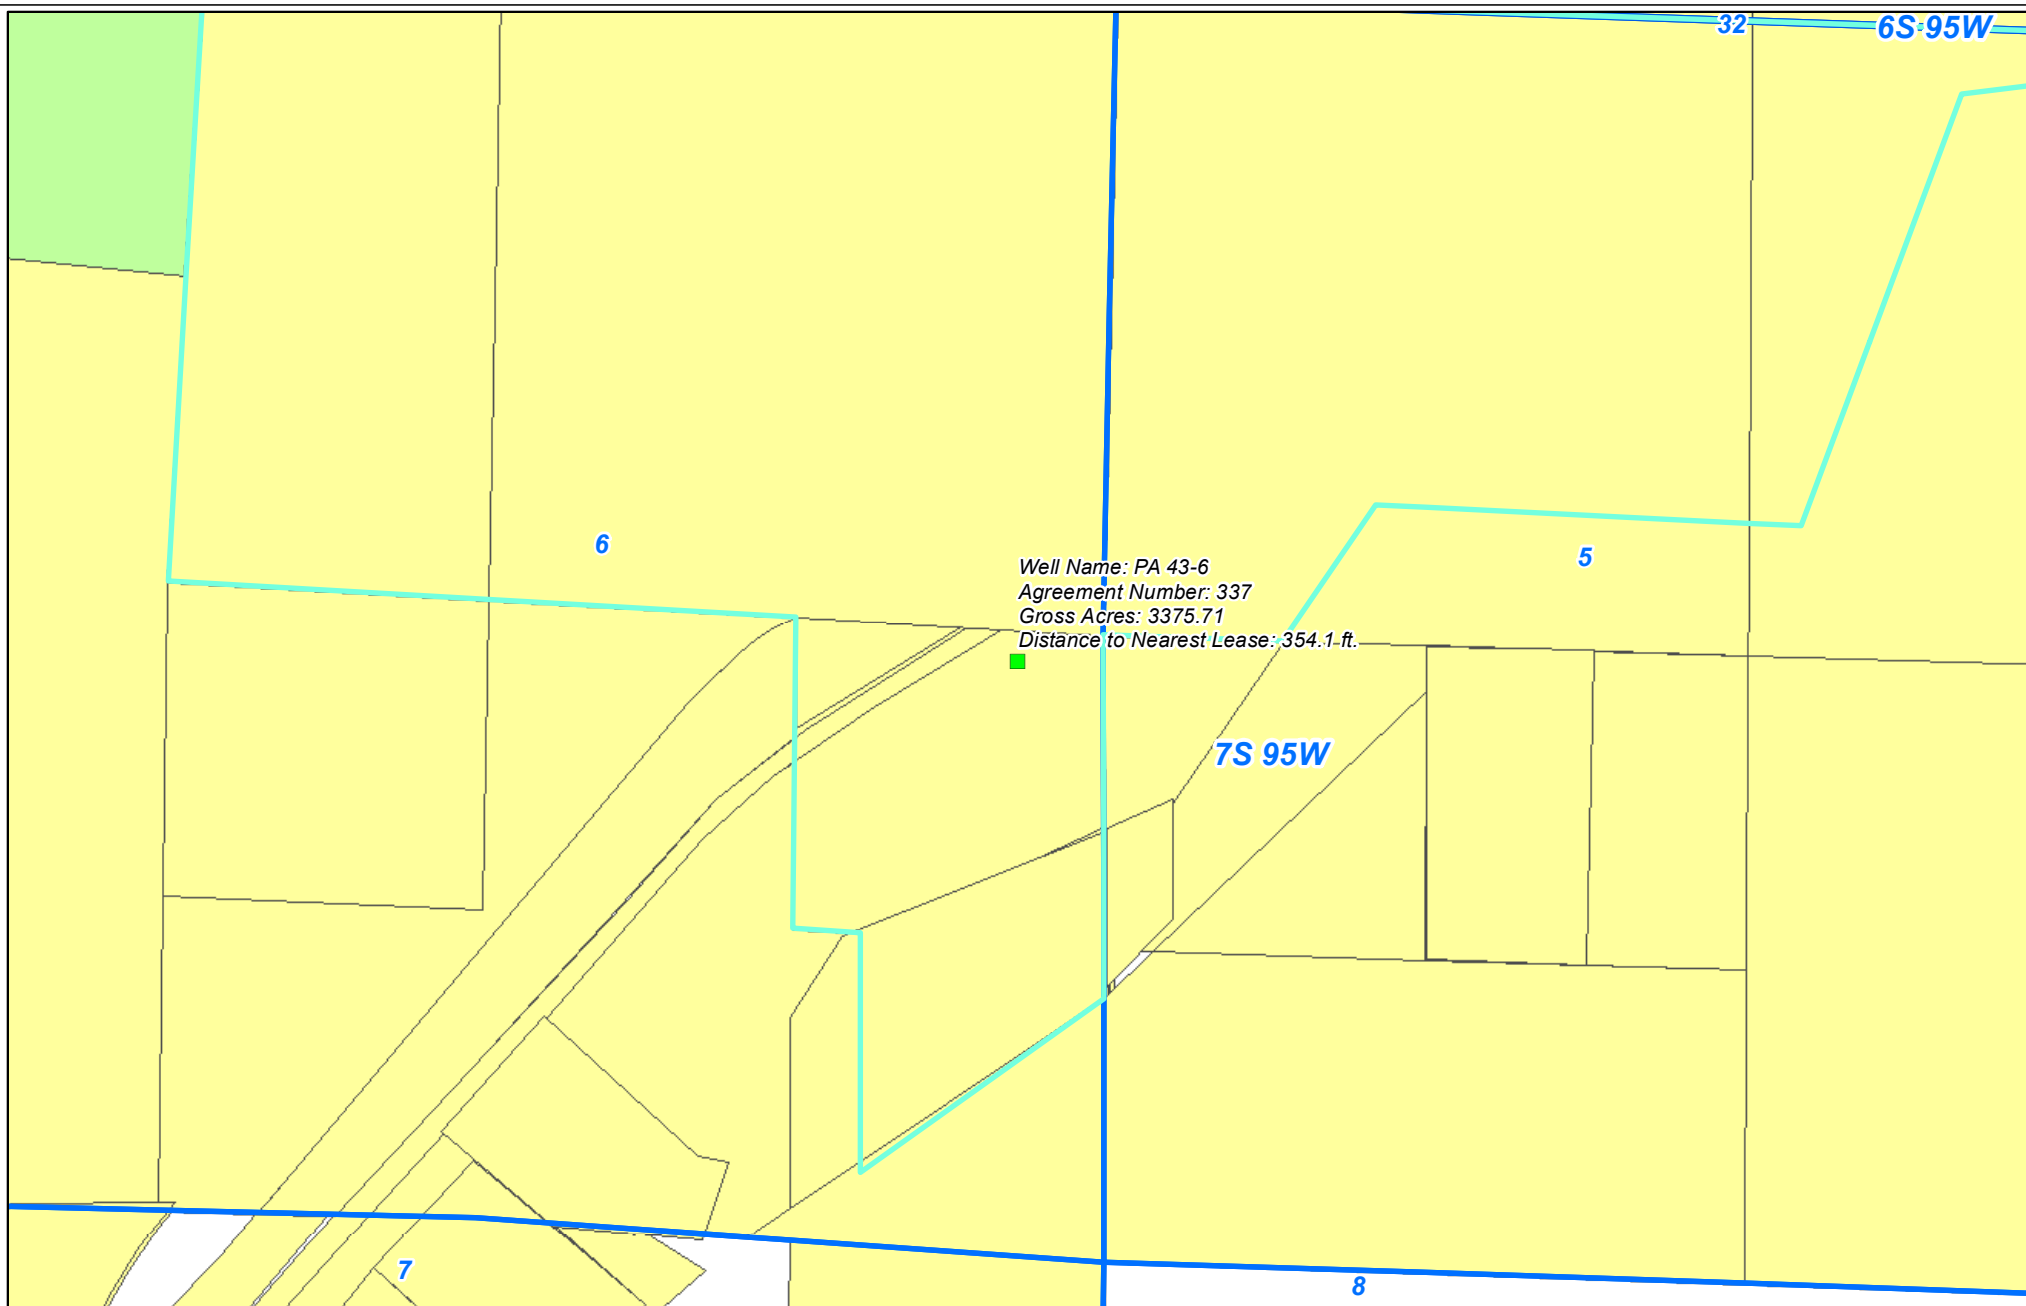 32
6S 95W
6
5
Well Name: PA 43-6
Agreement Number: 337
Gross Acres: 3375.71
Distance to Nearest Lease: 354.1 ft.
7S 95W
7
8